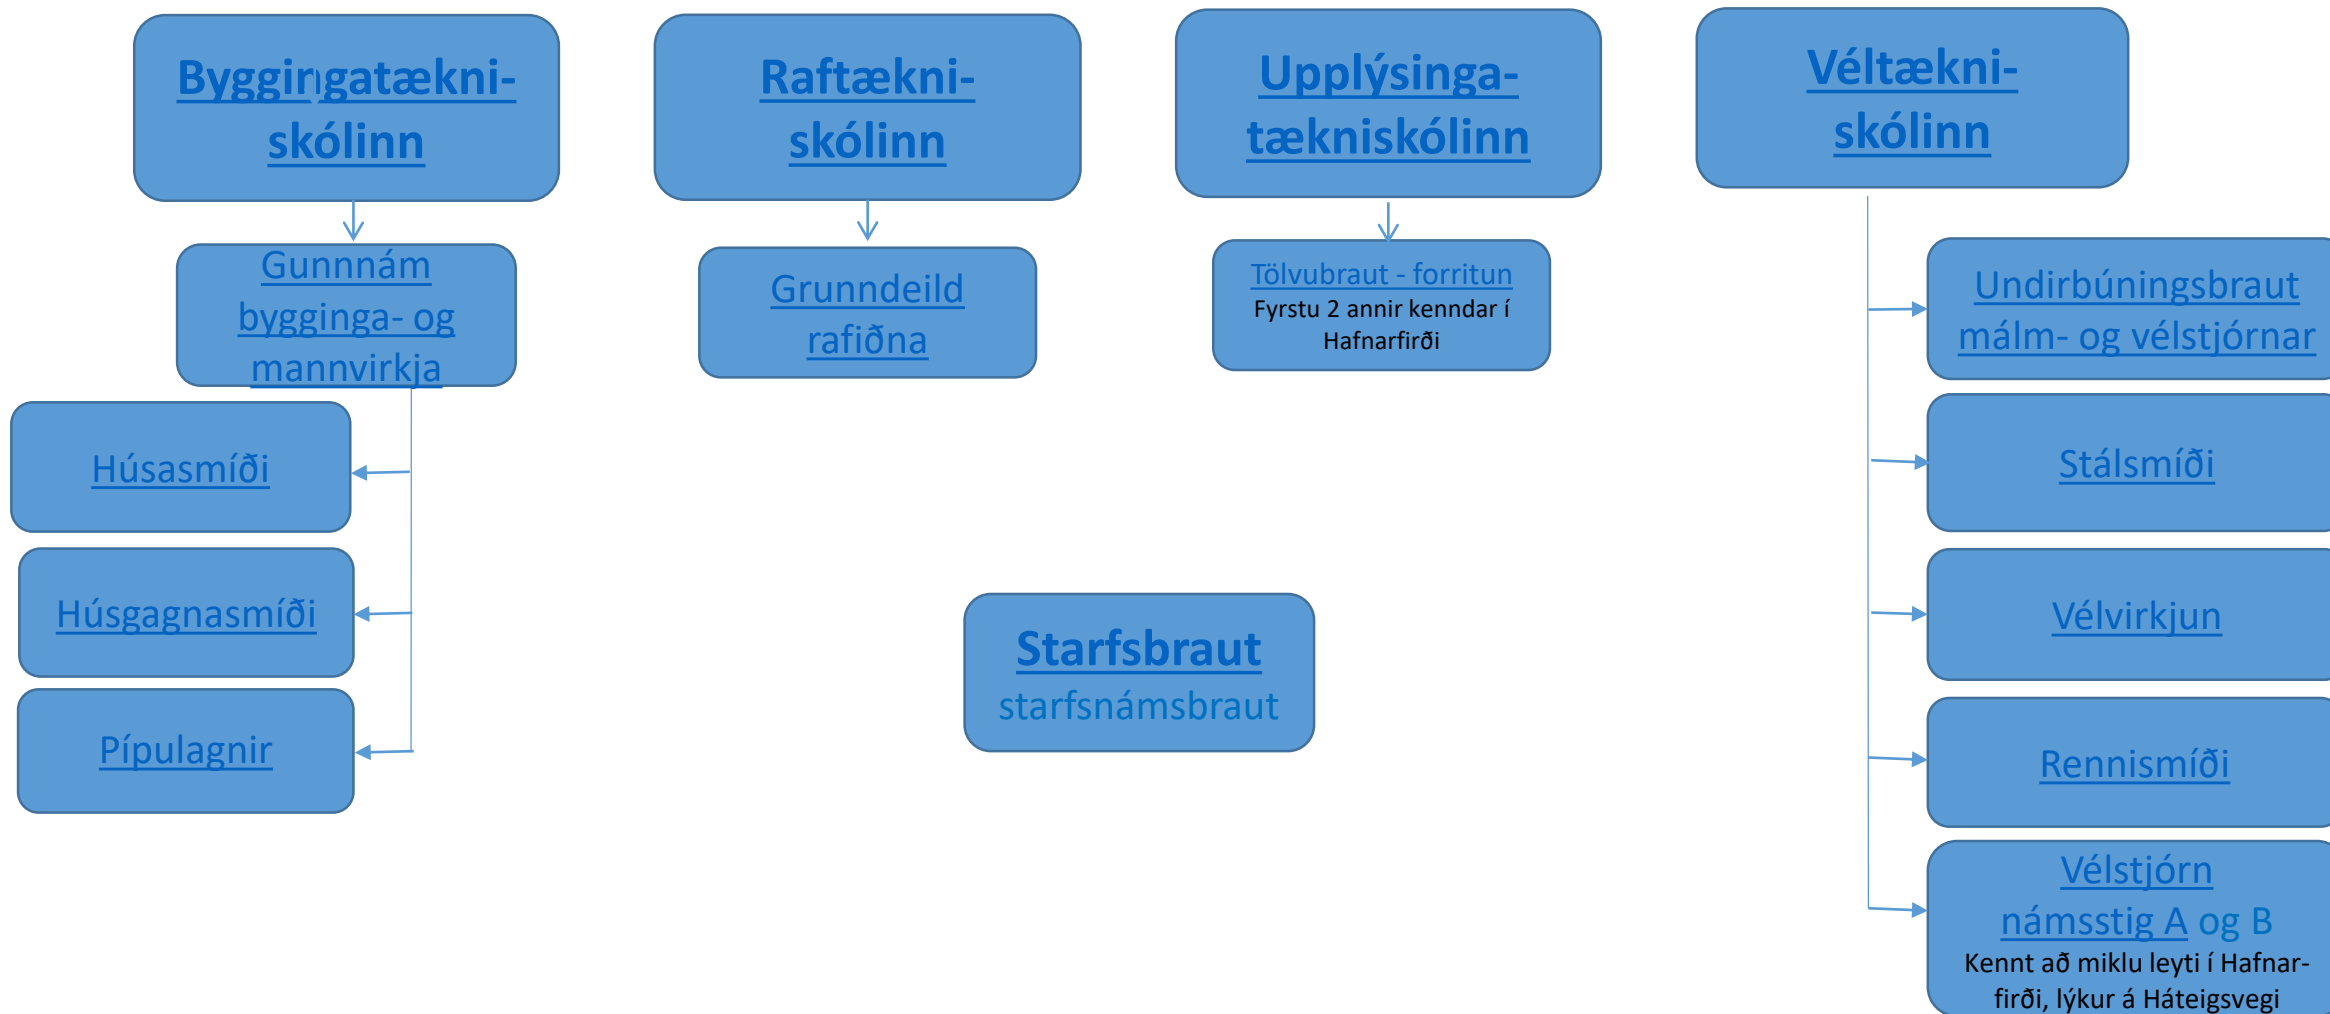 Byggingatækni-
skólinn
Raftækni-
skólinn
Upplýsinga-
tækniskólinn
Véltækni-
skólinn
Gunnnám
bygginga- og
mannvirkja
Grunndeild
rafiðna
Tölvubraut - forritun
Fyrstu 2 annir kenndar í
Hafnarfirði
Undirbúningsbraut
málm- og vélstjórnar
Húsasmíði
Stálsmíði
Húsgagnasmíði
Vélvirkjun
Starfsbraut
starfsnámsbraut
Pípulagnir
Rennismíði
Vélstjórn
námsstig A og B
Kennt að miklu leyti í Hafnar-
firði, lýkur á Háteigsvegi